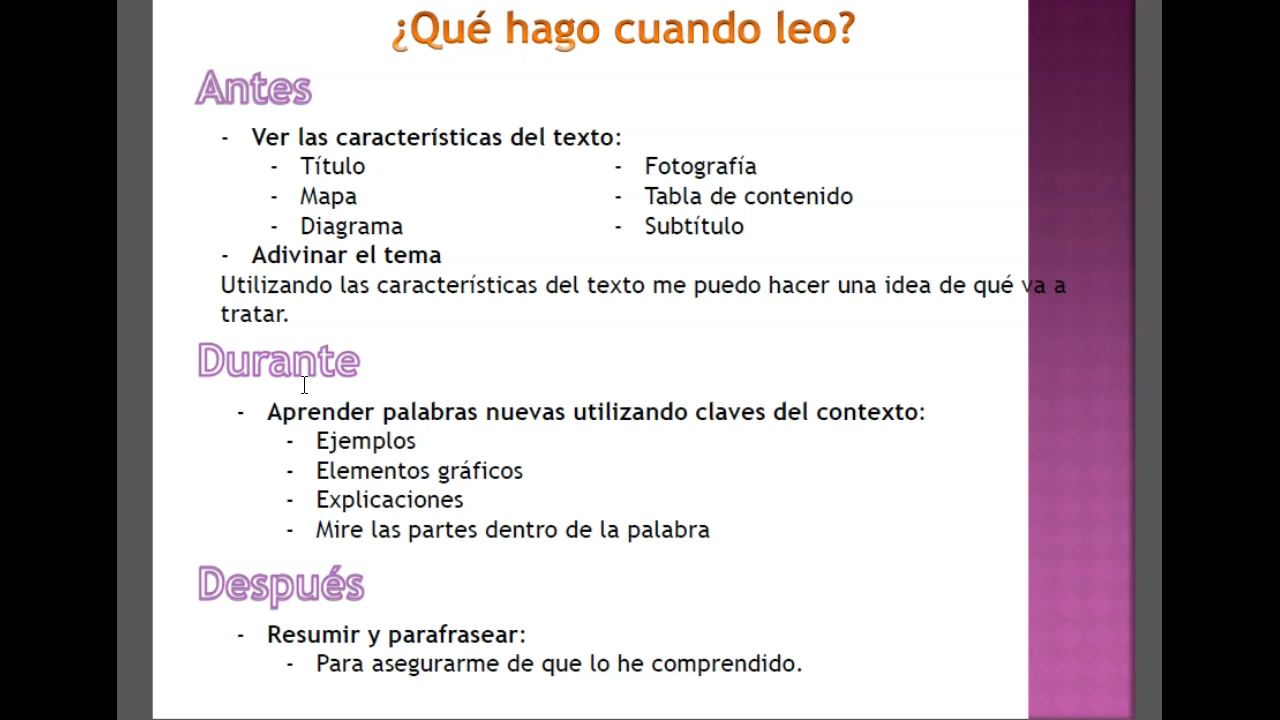 ¿Qué hago cuando leo?
Antes
- Ver las características del texto:
- Título
- Fotografía
- Mapa
- Tabla de contenido
- Diagrama
- Subtítulo
- Adivinar el tema
Utilizando las características del texto me puedo hacer una idea de qué va a
tratar.
Durante
- Aprender palabras nuevas utilizando claves del contexto:
- Ejemplos
- Elementos gráficos
- Explicaciones
- Mire las partes dentro de la palabra
Después
- Resumir y parafrasear:
- Para asegurarme de que lo he comprendido.